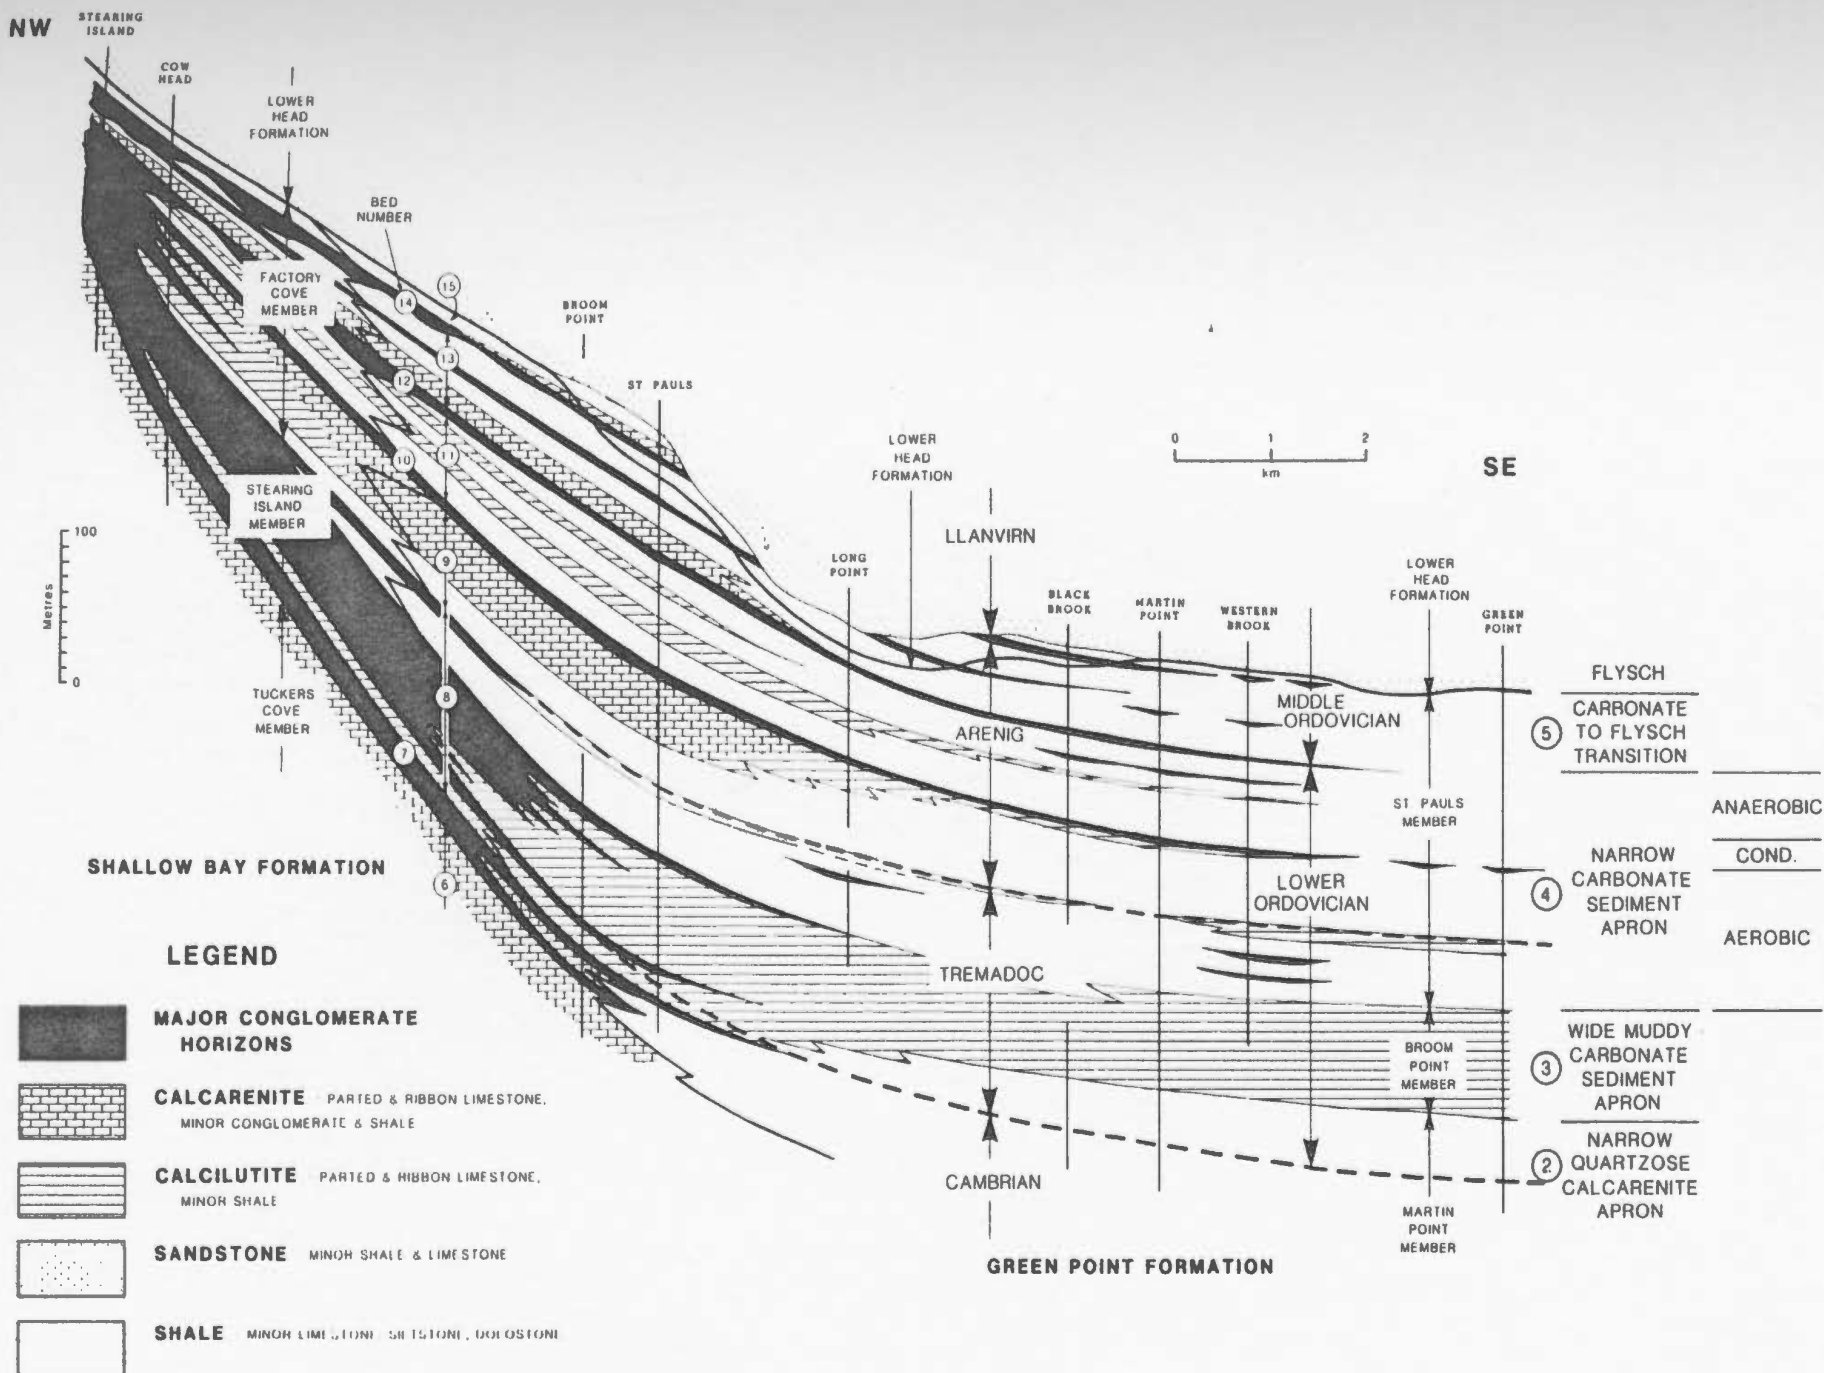 NW
STEARING
ISLAND
COW
HEAD
LOWER
HEAD
FORMATION
BED
NUMBER
FACTORY
COVE
MEMBER
14
15
13
12
11
10
9
8
7
6
BROOM
POINT
ST PAULS
STEARING
ISLAND
MEMBER
TUCKERS
COVE
MEMBER
100
Metres
0
LOWER
HEAD
FORMATION
0 1 2
km
SE
LLANVIRN
LONG
POINT
BLACK
BROOK
MARTIN
POINT
WESTERN
BROOK
LOWER
HEAD
FORMATION
GREEN
POINT
ARENIG
MIDDLE
ORDOVICIAN
ST PAULS
MEMBER
LOWER
ORDOVICIAN
TREMADOC
BROOM
POINT
MEMBER
CAMBRIAN
MARTIN
POINT
MEMBER
FLYSCH
5 CARBONATE
TO FLYSCH
TRANSITION
ANAEROBIC
COND.
AEROBIC
4 NARROW
CARBONATE
SEDIMENT
APRON
3 WIDE MUDDY
CARBONATE
SEDIMENT
APRON
2 NARROW
QUARTZOSE
CALCARENITE
APRON
SHALLOW BAY FORMATION
GREEN POINT FORMATION
LEGEND
MAJOR CONGLOMERATE
HORIZONS
CALCARENITE PARTED & RIBBON LIMESTONE,
MINOR CONGLOMERATE & SHALE
CALCILUTITE PARTED & RIBBON LIMESTONE,
MINOR SHALE
SANDSTONE MINOR SHALE & LIMESTONE
SHALE MINOR LIMESTONE, SILTSTONE, DOLOSTONE